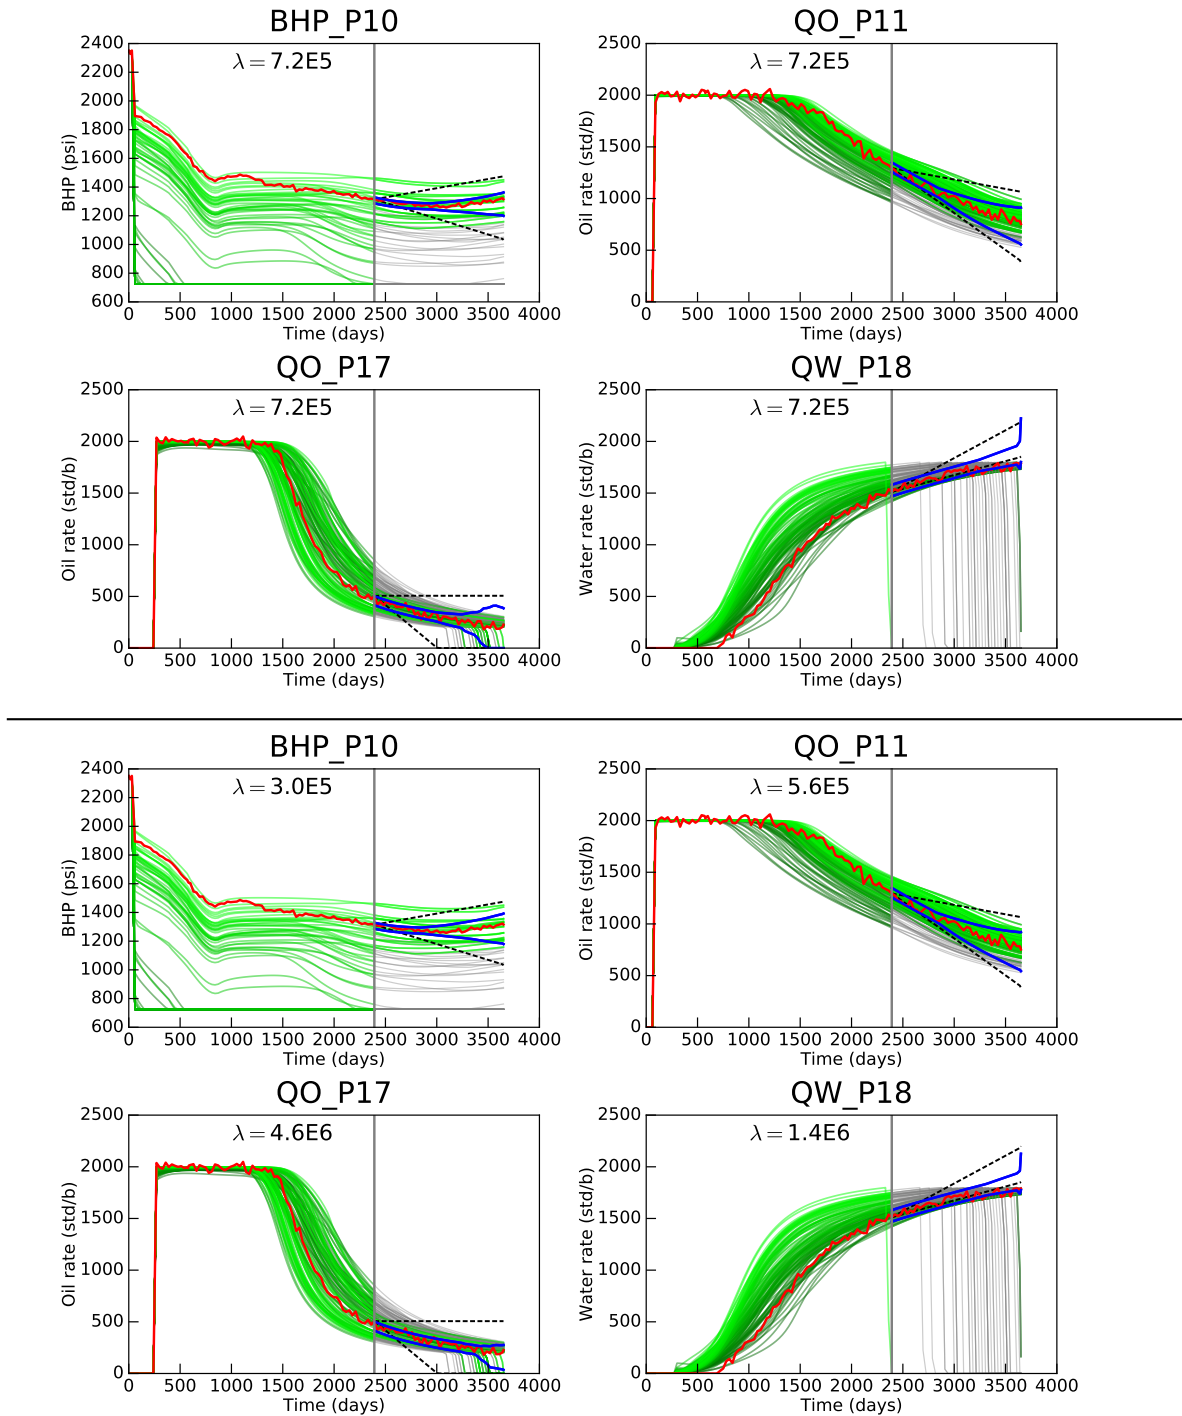 BHP_P10
QO_P11
λ = 7.2E5
λ = 7.2E5
2400
2200
2000
1800
1600
1400
1200
1000
800
600
BHP (psi)
0 500 1000 1500 2000 2500 3000 3500 4000
Time (days)
2500
2000
1500
1000
500
0
Oil rate (std/b)
0 500 1000 1500 2000 2500 3000 3500 4000
Time (days)
QO_P17
QW_P18
λ = 7.2E5
λ = 7.2E5
2500
2000
1500
1000
500
0
Oil rate (std/b)
0 500 1000 1500 2000 2500 3000 3500 4000
Time (days)
2500
2000
1500
1000
500
0
Water rate (std/b)
0 500 1000 1500 2000 2500 3000 3500 4000
Time (days)
BHP_P10
QO_P11
λ = 3.0E5
λ = 5.6E5
2400
2200
2000
1800
1600
1400
1200
1000
800
600
BHP (psi)
0 500 1000 1500 2000 2500 3000 3500 4000
Time (days)
2500
2000
1500
1000
500
0
Oil rate (std/b)
0 500 1000 1500 2000 2500 3000 3500 4000
Time (days)
QO_P17
QW_P18
λ = 4.6E6
λ = 1.4E6
2500
2000
1500
1000
500
0
Oil rate (std/b)
0 500 1000 1500 2000 2500 3000 3500 4000
Time (days)
2500
2000
1500
1000
500
0
Water rate (std/b)
0 500 1000 1500 2000 2500 3000 3500 4000
Time (days)